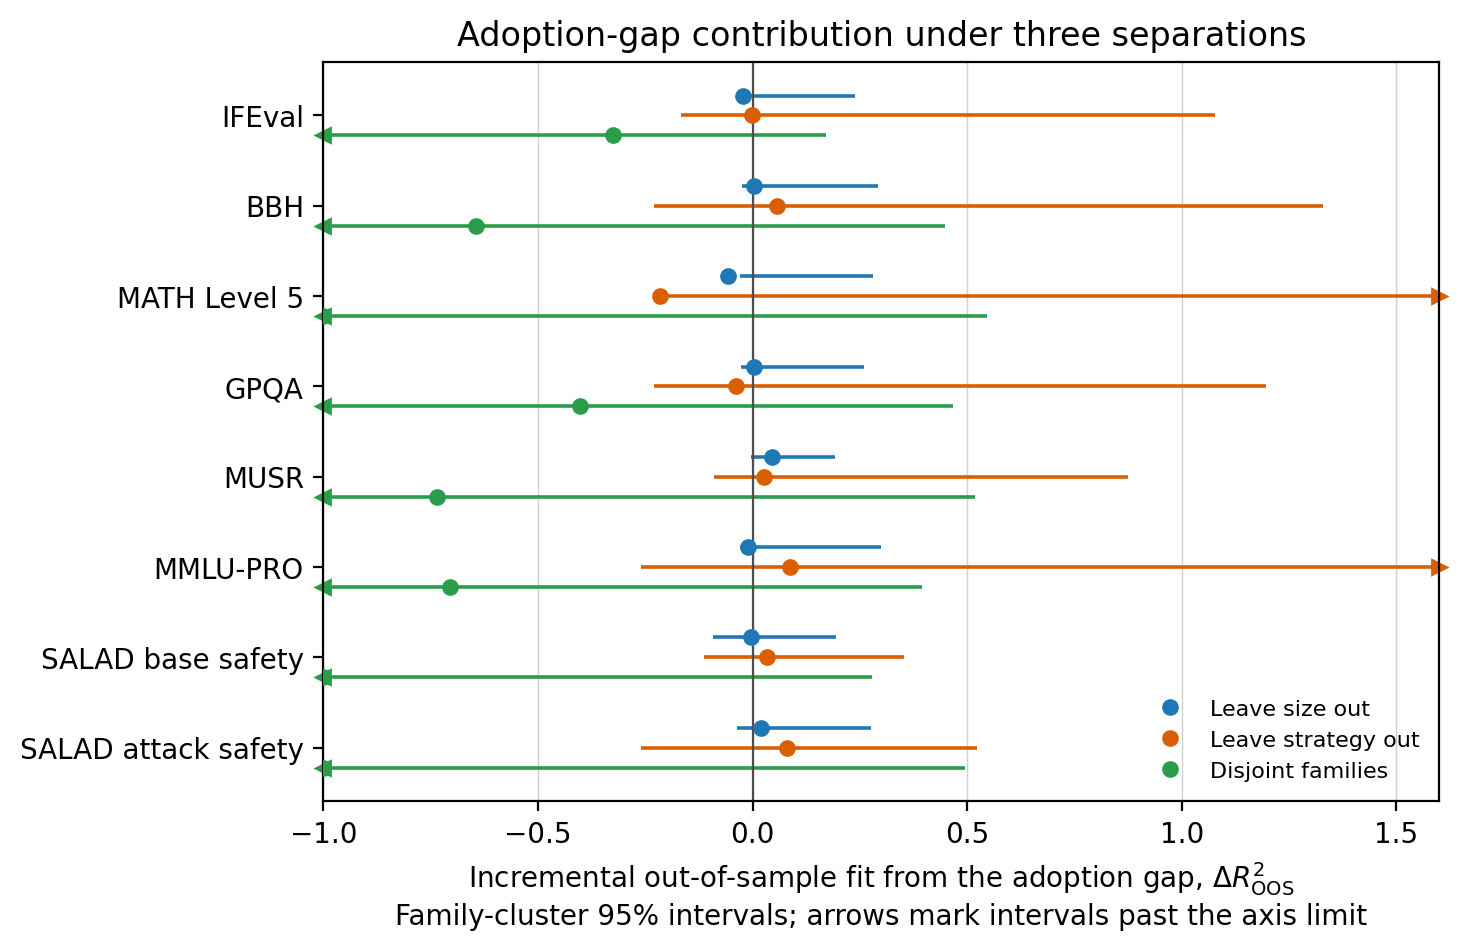 Adoption-gap contribution under three separations
IFEval
BBH
MATH Level 5
GPQA
MUSR
MMLU-PRO
SALAD base safety
SALAD attack safety
Leave size out
Leave strategy out
Disjoint families
−1.0 −0.5 0.0 0.5 1.0 1.5
Incremental out-of-sample fit from the adoption gap, ΔR²OOS
Family-cluster 95% intervals; arrows mark intervals past the axis limit